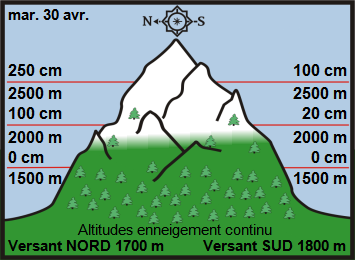 mar. 30 avr.
N S
250 cm 100 cm
2500 m 2500 m
100 cm 20 cm
2000 m 2000 m
0 cm 0 cm
1500 m 1500 m
Altitudes enneigement continu
Versant NORD 1700 m Versant SUD 1800 m